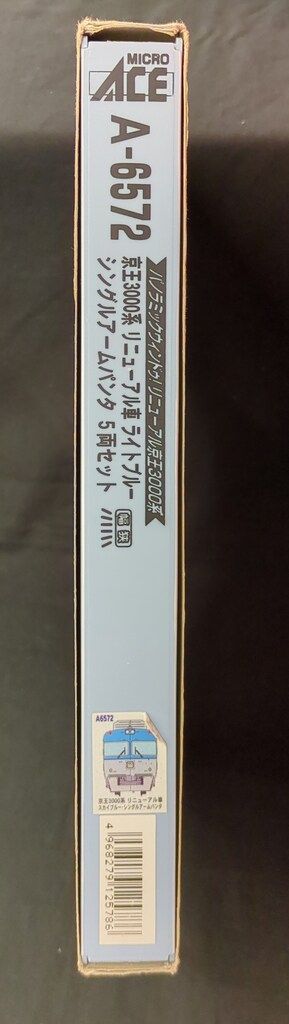 MICRO
ACE
A-6572
パノラミックウィンドゥ!リニューアル京王3000系
京王3000系 リニューアル車 ライトブルー
シングルアームパンタ 5両セット
A6572
京王3000系 リニューアル車
スカイブルー・シングルアームパンタ
4968279125786